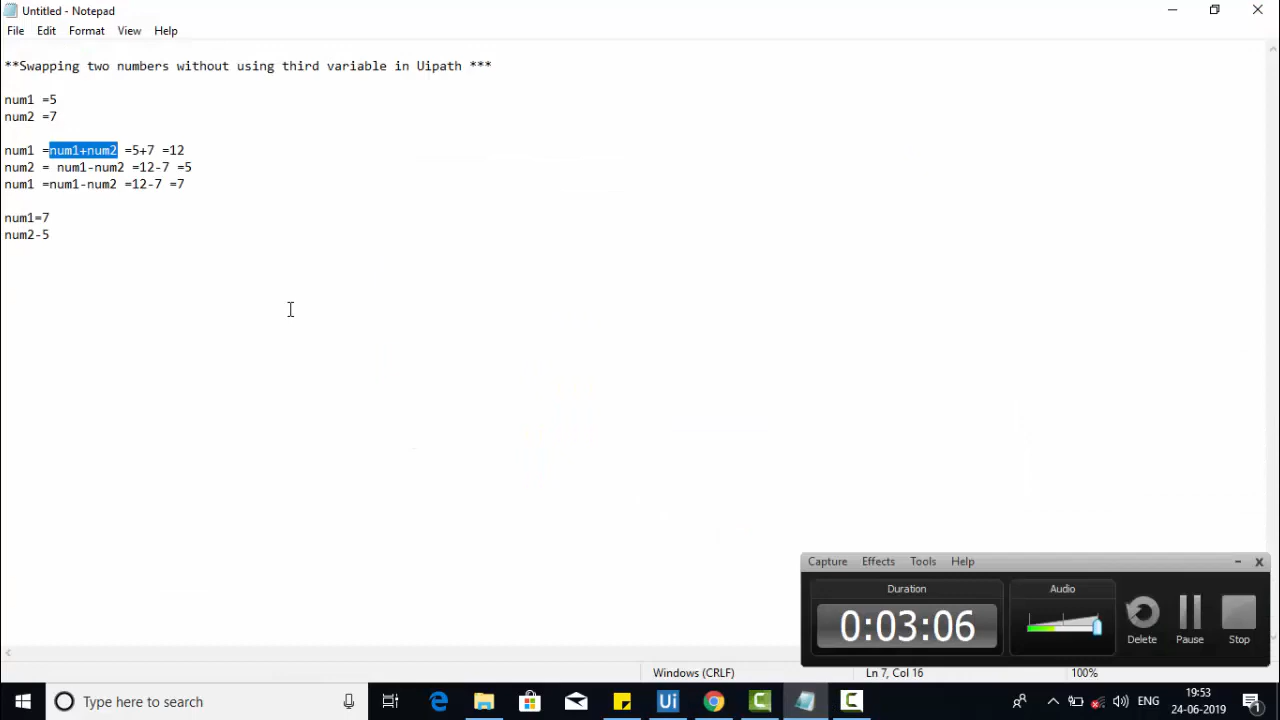 Untitled - Notepad
File Edit Format View Help
**Swapping two numbers without using third variable in Uipath ***
num1 =5
num2 =7
num1 =num1+num2 =5+7 =12
num2 = num1-num2 =12-7 =5
num1 =num1-num2 =12-7 =7
num1=7
num2-5
Capture Effects Tools Help
Duration
Audio
0:03:06
Delete Pause Stop
Windows (CRLF) Ln 7, Col 16 100%
Type here to search
Ui
ENG
19:53
24-06-2019
1